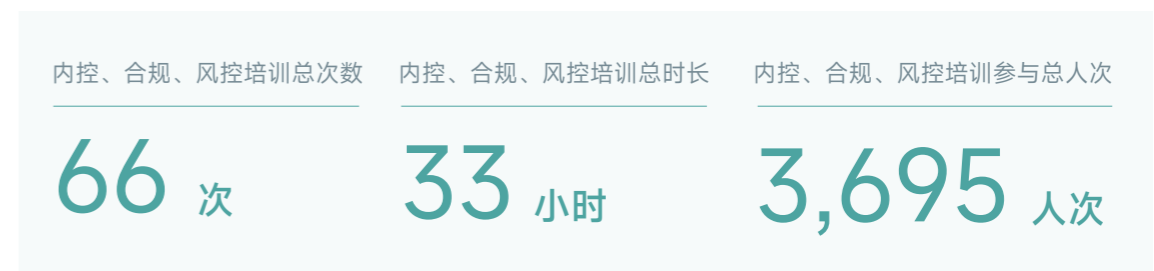 内控、合规、风控培训总次数
66 次
内控、合规、风控培训总时长
33 小时
内控、合规、风控培训参与总人次
3,695 人次